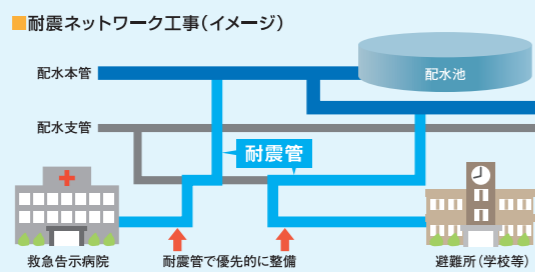 ■耐震ネットワーク工事(イメージ)
配水本管
配水池
配水支管
耐震管
救急告示病院
耐震管で優先的に整備
避難所(学校等)